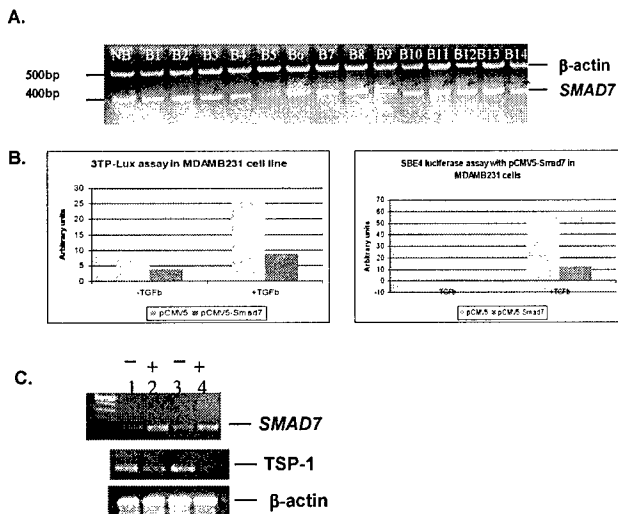 A.
NB B1 B2 B3 B4 B5 B6 B7 B8 B9 B10 B11 B12 B13 B14
500bp
β-actin
400bp
SMAD7
B.
3TP-Lux assay in MDAMB231 cell line
Arbitrary units
30
25
20
15
10
5
0
-TGFb +TGFb
pCMV5 pCMV5-Smad7
SBE4 luciferase assay with pCMV5-Smad7 in
MDAMB231 cells
Arbitrary units
70
60
50
40
30
20
10
0
-10
-TGFb +TGFb
pCMV5 pCMV5-Smad7
C.
− + − +
1 2 3 4
SMAD7
TSP-1
β-actin